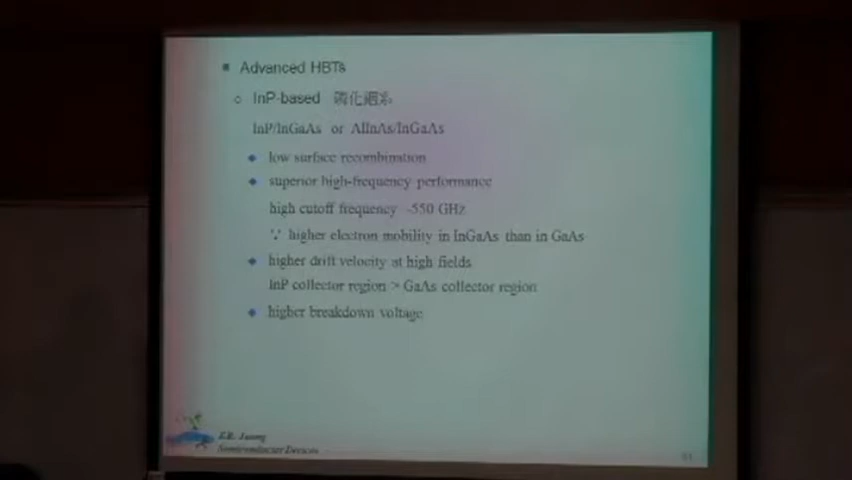 Advanced HBTs
InP-based 磷化銦系
InP/InGaAs or AlInAs/InGaAs
low surface recombination
superior high-frequency performance
high cutoff frequency ~550 GHz
∵ higher electron mobility in InGaAs than in GaAs
higher drift velocity at high fields
InP collector region > GaAs collector region
higher breakdown voltage
Semiconductor Devices